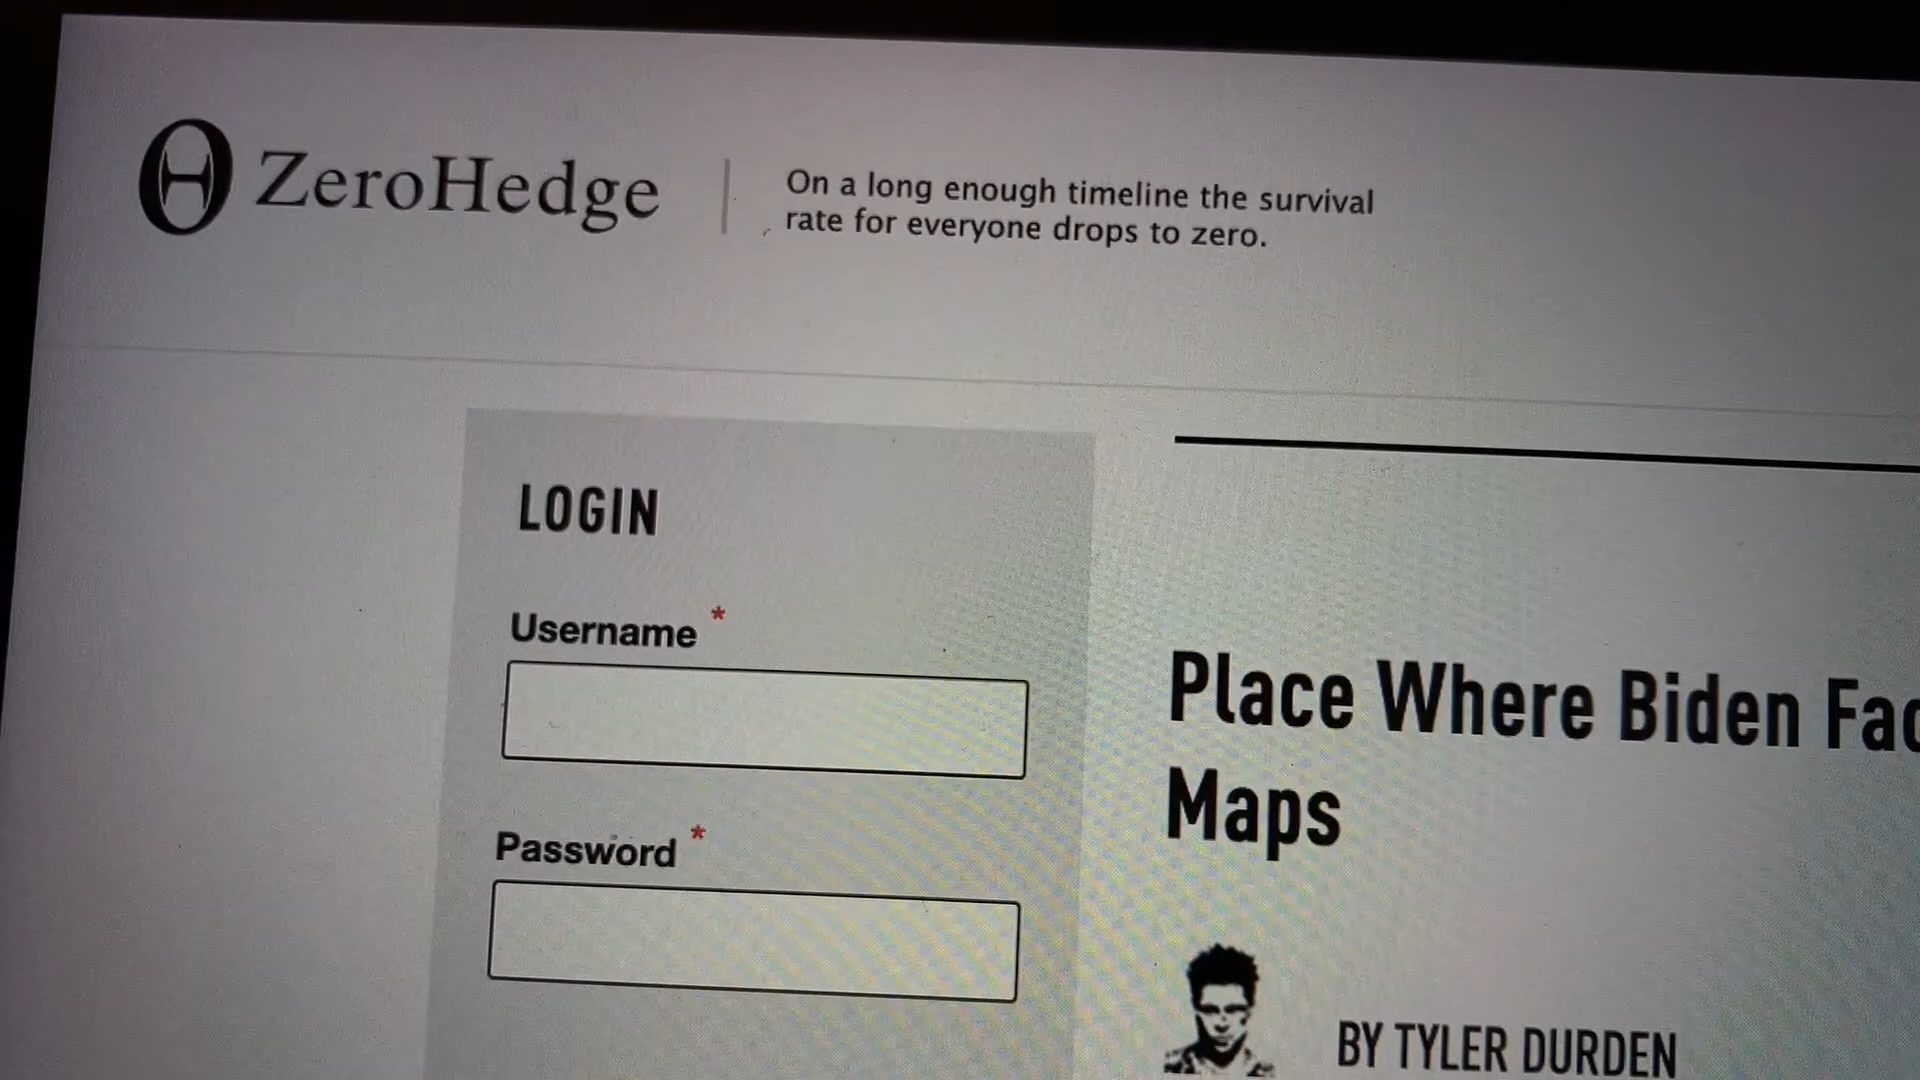 ZeroHedge
On a long enough timeline the survival
rate for everyone drops to zero.
LOGIN
Username *
Password *
Place Where Biden
Maps
BY TYLER DURDEN